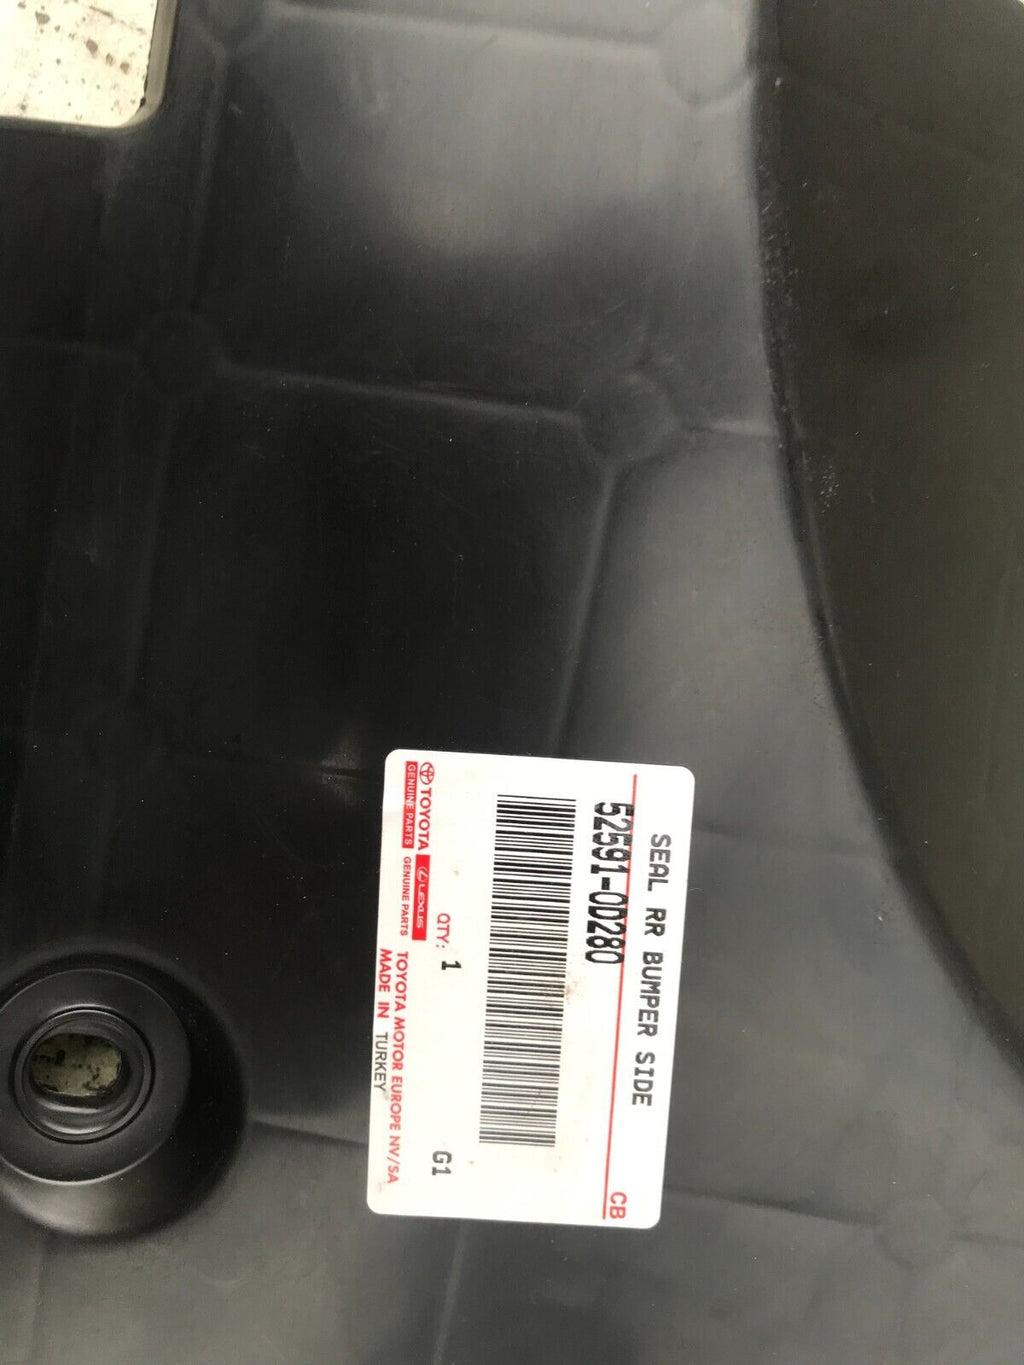 SEAL RR BUMPER SIDE
CB
52591-0D280
QTY: 1
G1
TOYOTA
GENUINE PARTS
LEXUS
GENUINE PARTS
TOYOTA MOTOR EUROPE NV/SA
MADE IN TURKEY